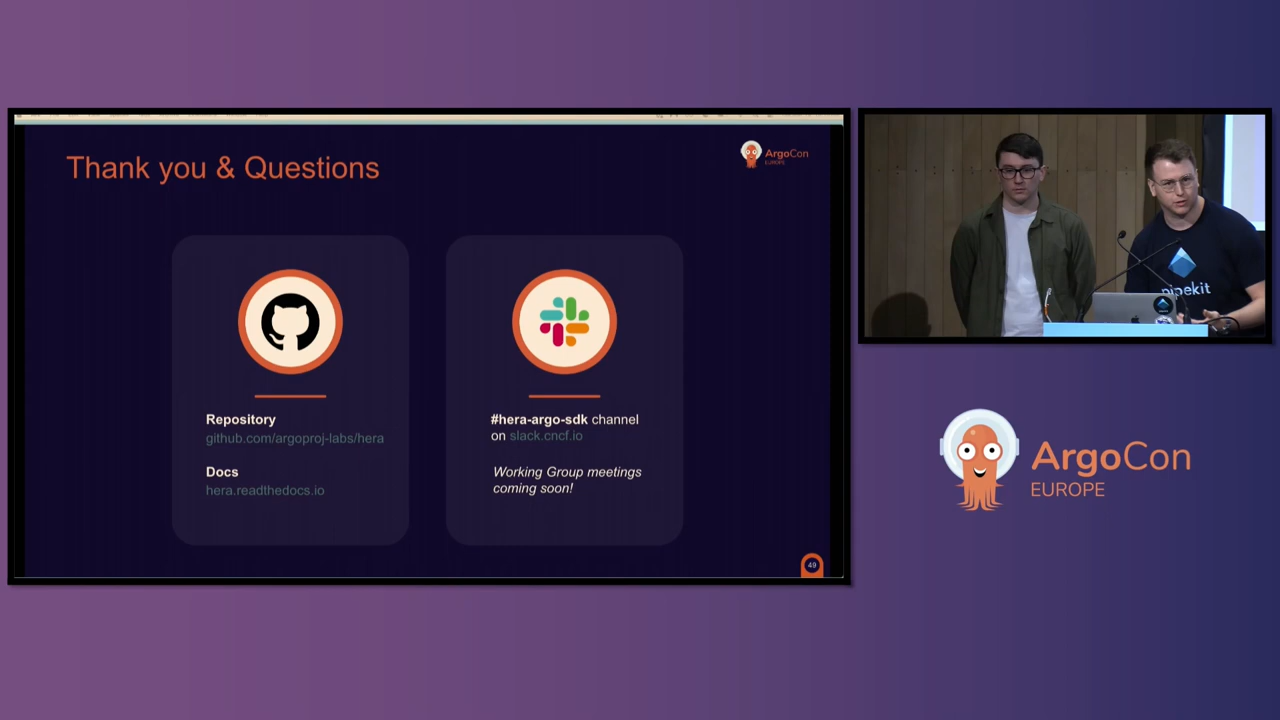 Thank you & Questions
ArgoCon
EUROPE
Repository
github.com/argoproj-labs/hera
Docs
hera.readthedocs.io
#hera-argo-sdk channel
on slack.cncf.io
Working Group meetings
coming soon!
49
pipekit
ArgoCon
EUROPE